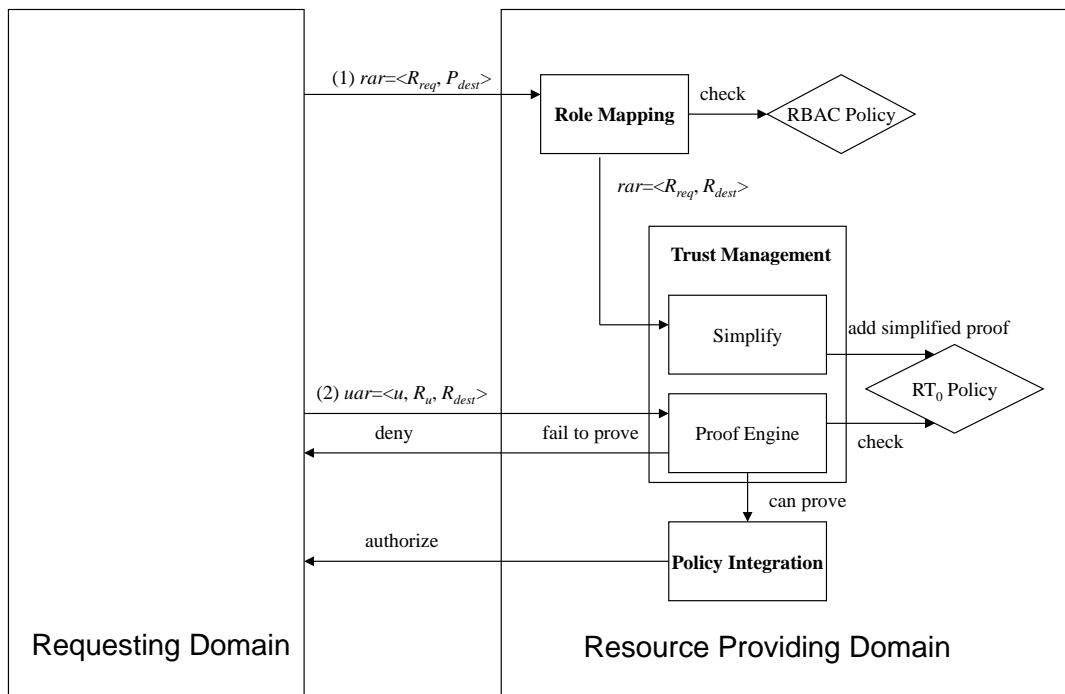 (1) rar=<R_req, P_dest>
Role Mapping
check
RBAC Policy
rar=<R_req, R_dest>
Trust Management
Simplify
add simplified proof
RT₀ Policy
(2) uar=<u, R_u, R_dest>
deny
fail to prove
Proof Engine
check
can prove
authorize
Policy Integration
Requesting Domain
Resource Providing Domain